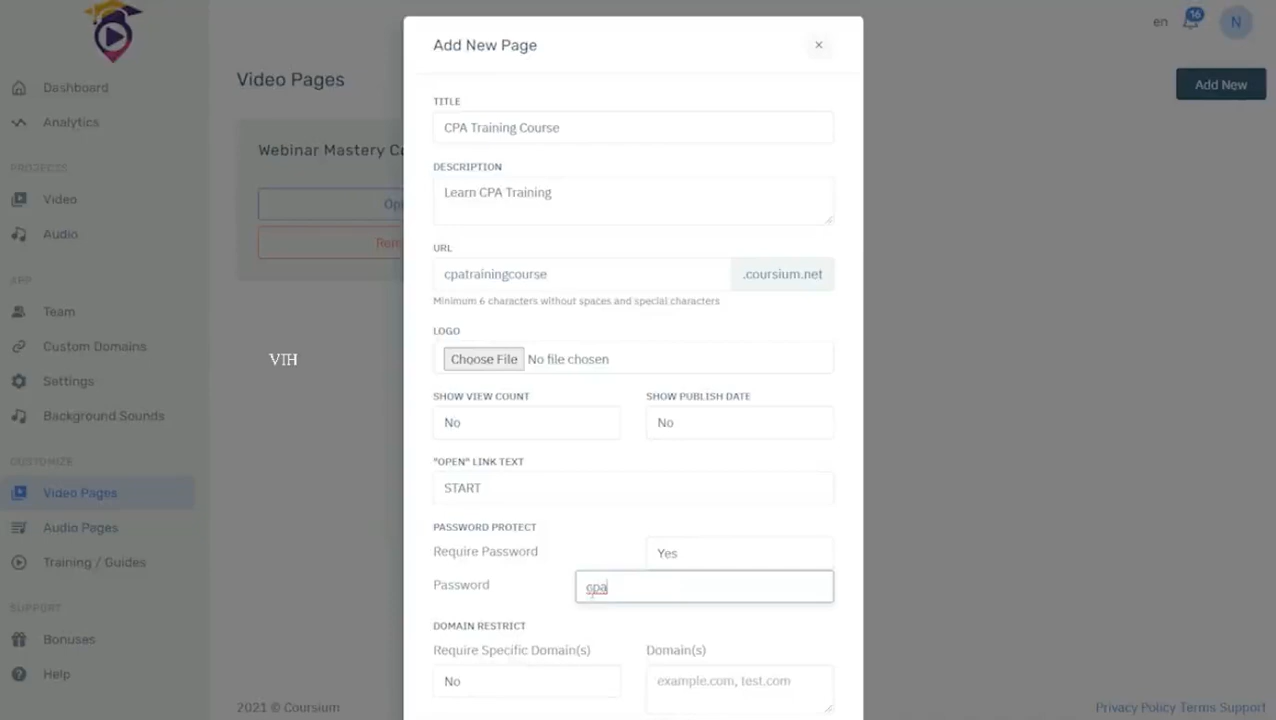 Add New Page
×
en
16
N
Dashboard
Video Pages
Add New
TITLE
CPA Training Course
Analytics
Webinar Mastery C
DESCRIPTION
Learn CPA Training
PROJECTS
Video
Audio
URL
cpatrainingcourse
.coursium.net
Minimum 6 characters without spaces and special characters
APP
Team
Custom Domains
Settings
Background Sounds
VIH
LOGO
Choose File No file chosen
SHOW VIEW COUNT
SHOW PUBLISH DATE
No
No
"OPEN" LINK TEXT
START
CUSTOMIZE
Video Pages
Audio Pages
Training / Guides
PASSWORD PROTECT
Require Password
Yes
Password
cpa
SUPPORT
Bonuses
Help
DOMAIN RESTRICT
Require Specific Domain(s)
Domain(s)
No
example.com, test.com
2021 © Coursium
Privacy Policy Terms Support